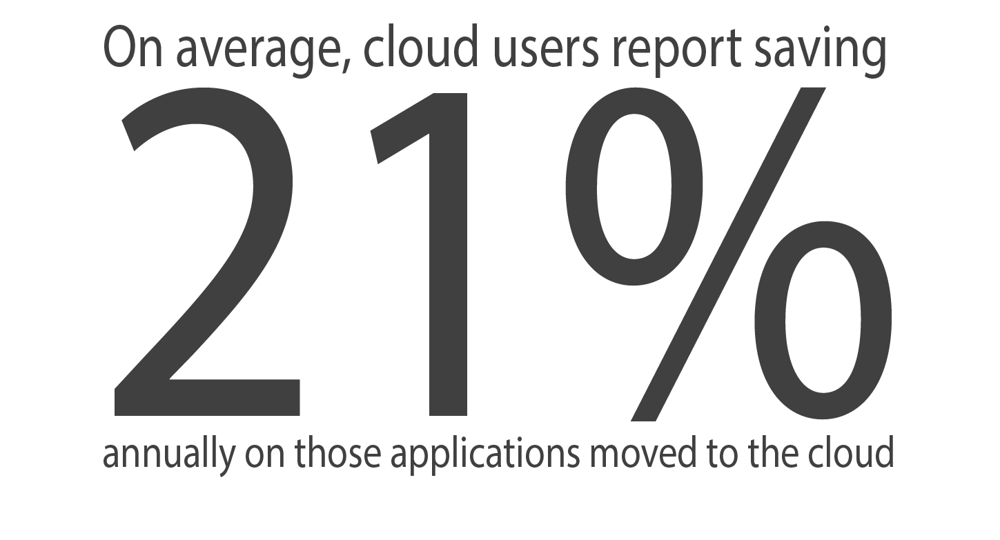 On average, cloud users report saving
21%
annually on those applications moved to the cloud